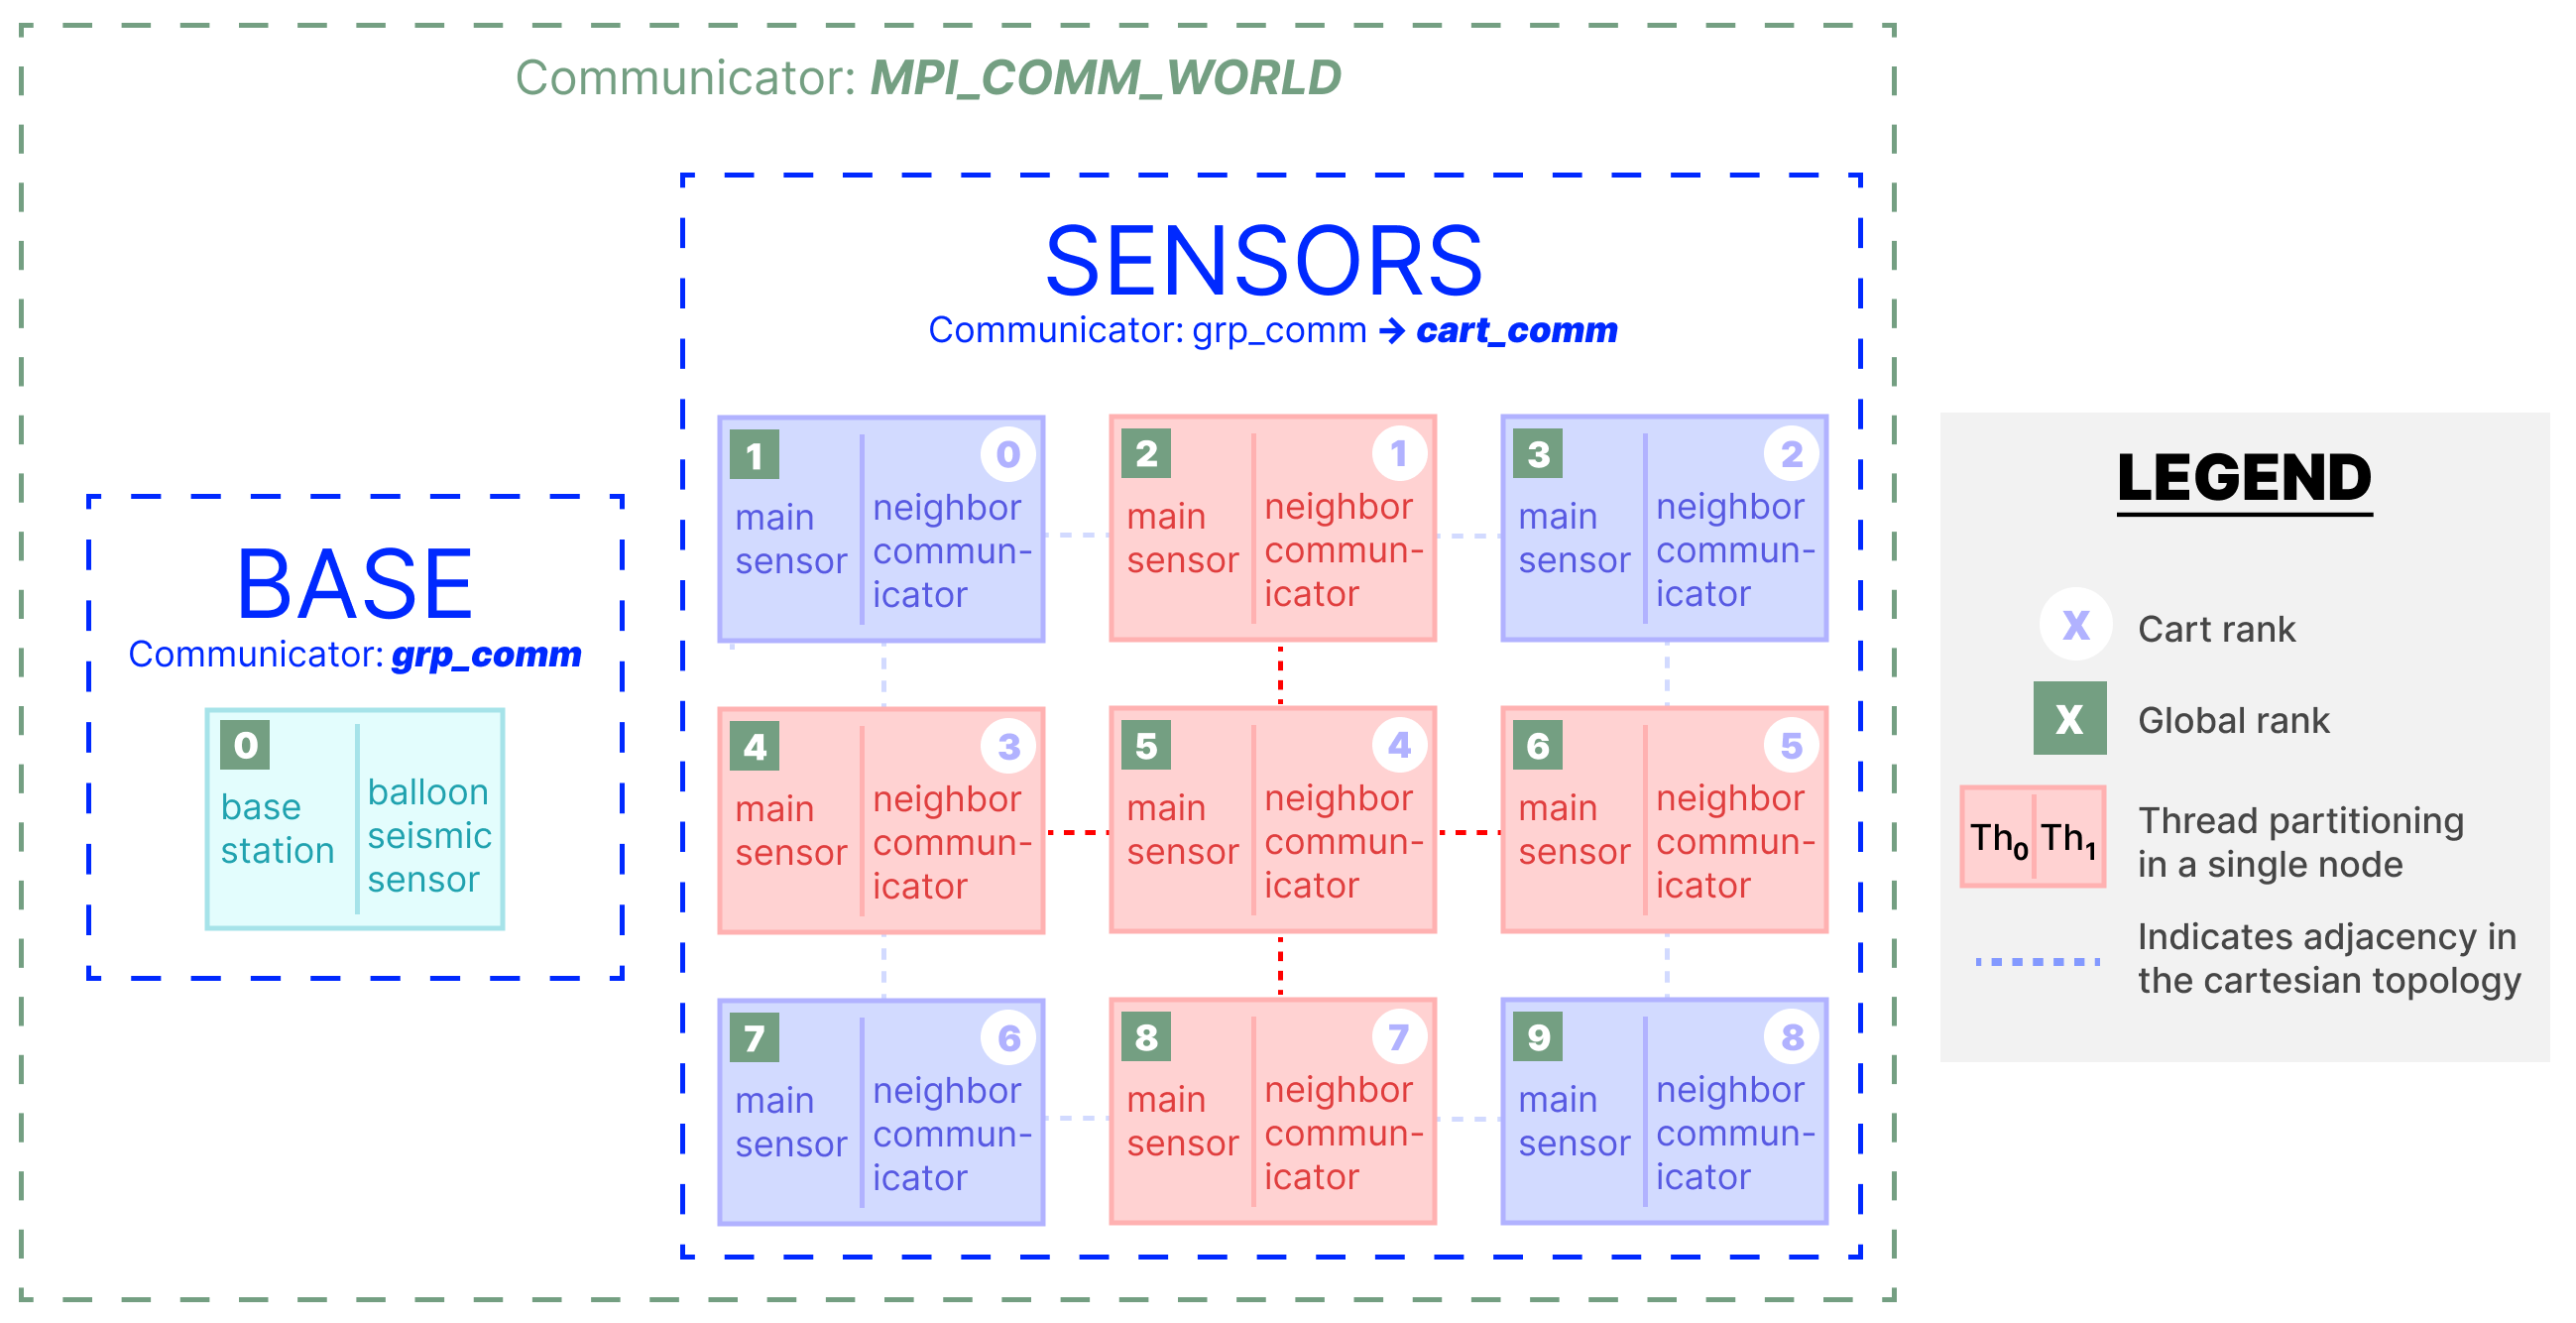 Communicator: MPI_COMM_WORLD
SENSORS
Communicator: grp_comm → cart_comm
BASE
Communicator: grp_comm
0
base
station
balloon
seismic
sensor
1
0
main
sensor
neighbor
commun-
icator
2
1
main
sensor
neighbor
commun-
icator
3
2
main
sensor
neighbor
commun-
icator
4
3
main
sensor
neighbor
commun-
icator
5
4
main
sensor
neighbor
commun-
icator
6
5
main
sensor
neighbor
commun-
icator
7
6
main
sensor
neighbor
commun-
icator
8
7
main
sensor
neighbor
commun-
icator
9
8
main
sensor
neighbor
commun-
icator
LEGEND
X Cart rank
X Global rank
Th0 Th1
Thread partitioning
in a single node
Indicates adjacency in
the cartesian topology